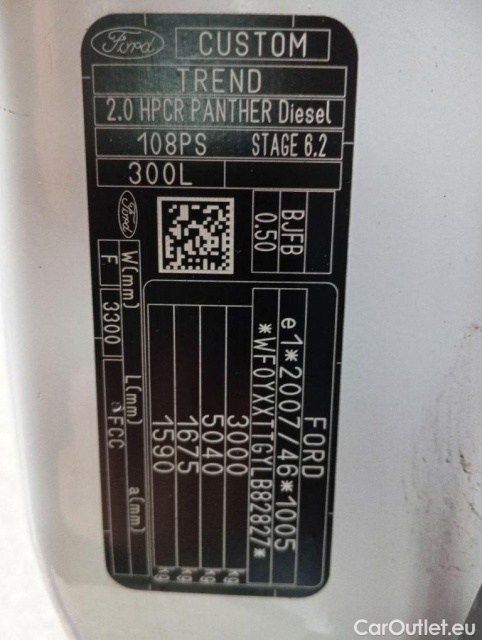 Ford CUSTOM
TREND
2.0 HPCR PANTHER Diesel
108PS STAGE 6.2
300L
BJFB
0.50
Ford
W(mm) L(mm) a(mm)
F 3300 FCC
FORD
e1*2007/46*1005
*WF0YXXTTGYLB82827*
3000 kg
5040 kg
1675 kg
1590 kg
CarOutlet.eu